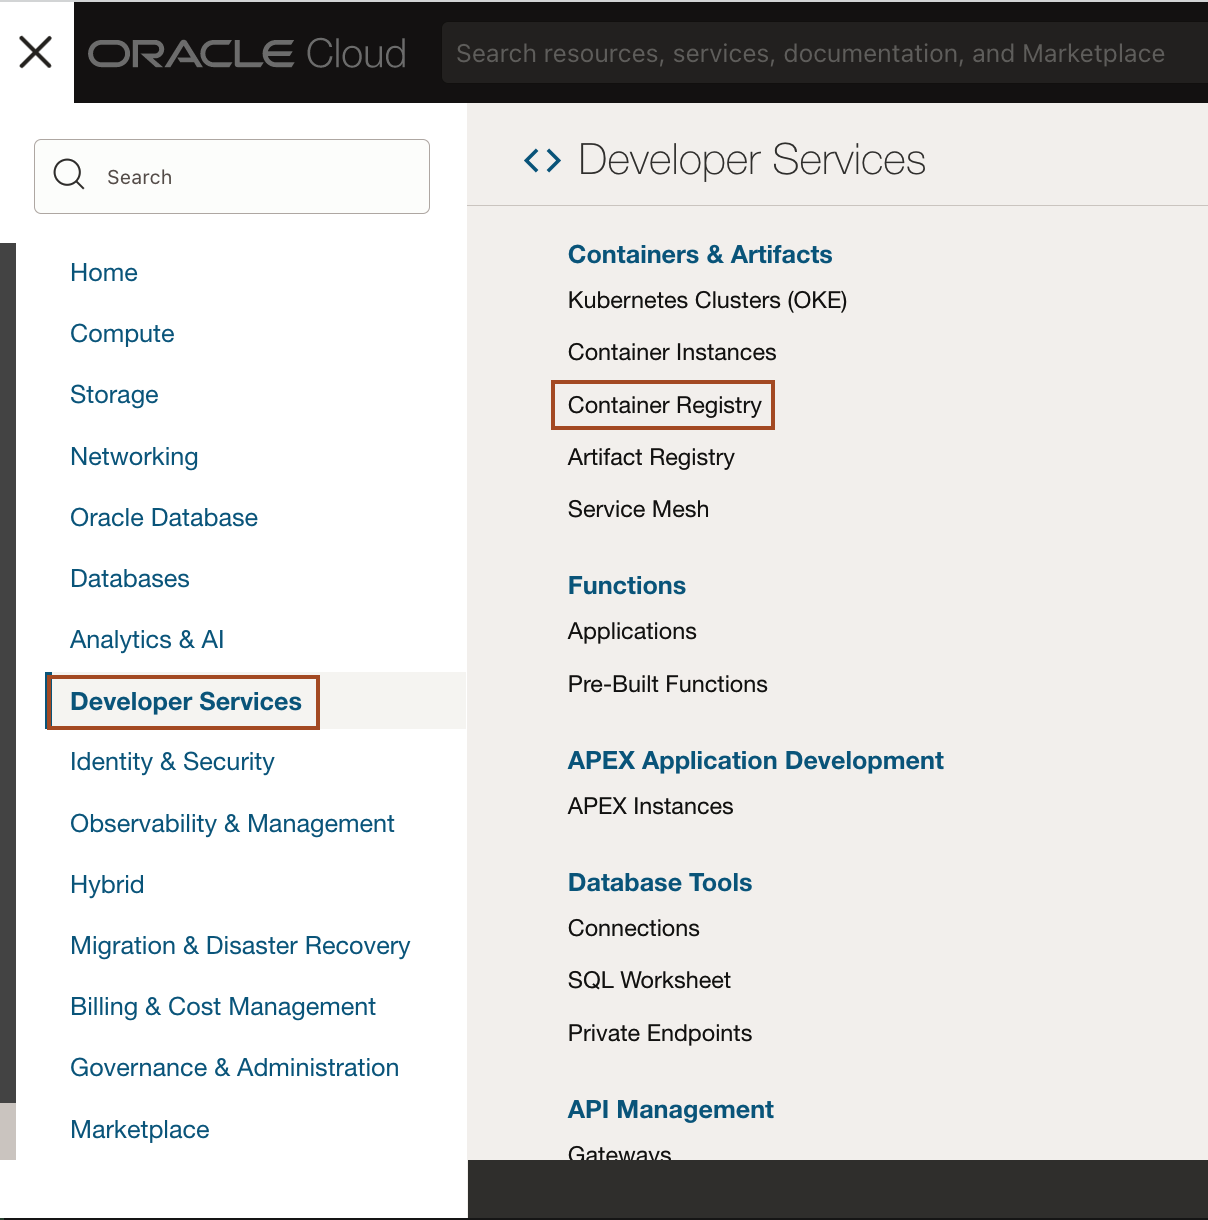 ORACLE Cloud
Search resources, services, documentation, and Marketplace
Search
Home
Compute
Storage
Networking
Oracle Database
Databases
Analytics & AI
Developer Services
Identity & Security
Observability & Management
Hybrid
Migration & Disaster Recovery
Billing & Cost Management
Governance & Administration
Marketplace
Developer Services
Containers & Artifacts
Kubernetes Clusters (OKE)
Container Instances
Container Registry
Artifact Registry
Service Mesh
Functions
Applications
Pre-Built Functions
APEX Application Development
APEX Instances
Database Tools
Connections
SQL Worksheet
Private Endpoints
API Management
Gateways